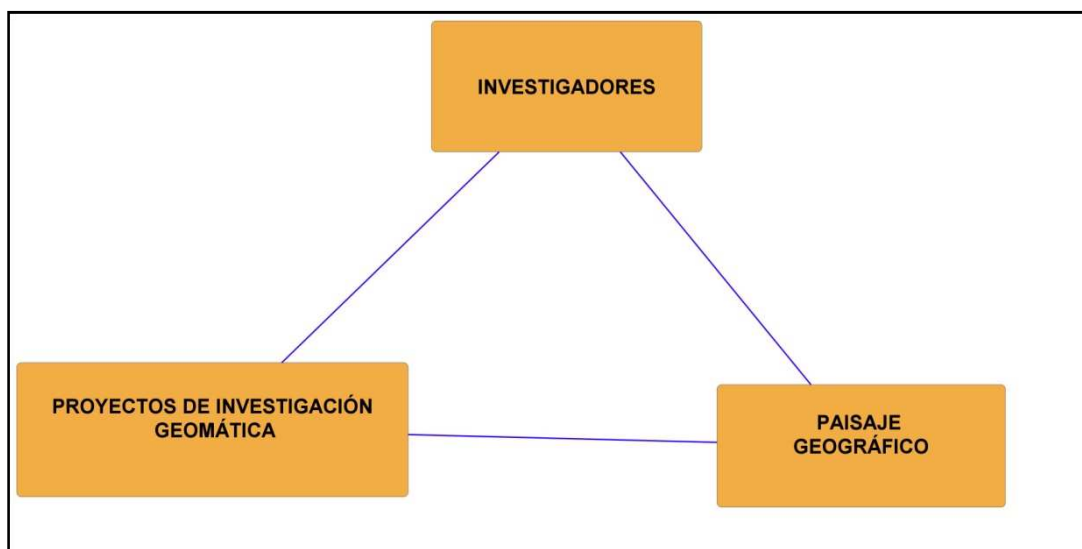 INVESTIGADORES
PROYECTOS DE INVESTIGACIÓN
GEOMÁTICA
PAISAJE
GEOGRÁFICO